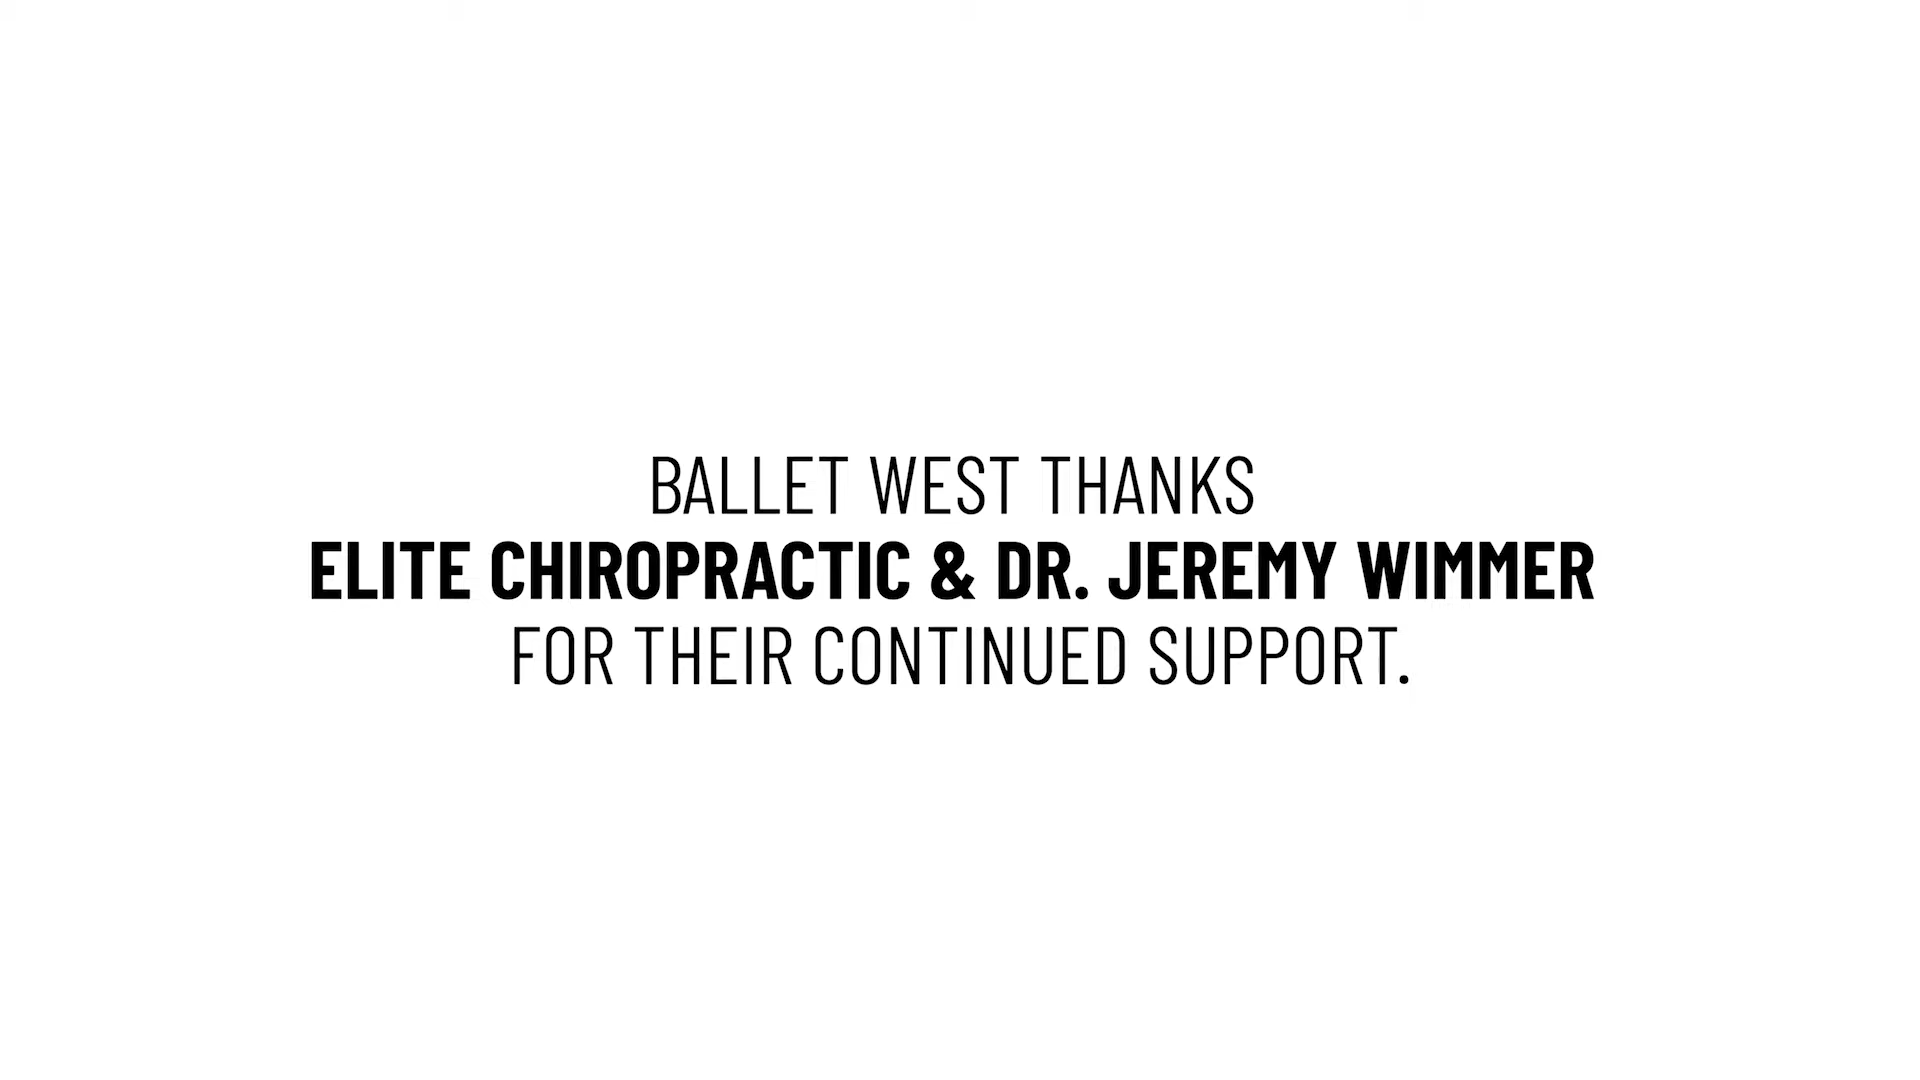 BALLET WEST THANKS
ELITE CHIROPRACTIC & DR. JEREMY WIMMER
FOR THEIR CONTINUED SUPPORT.